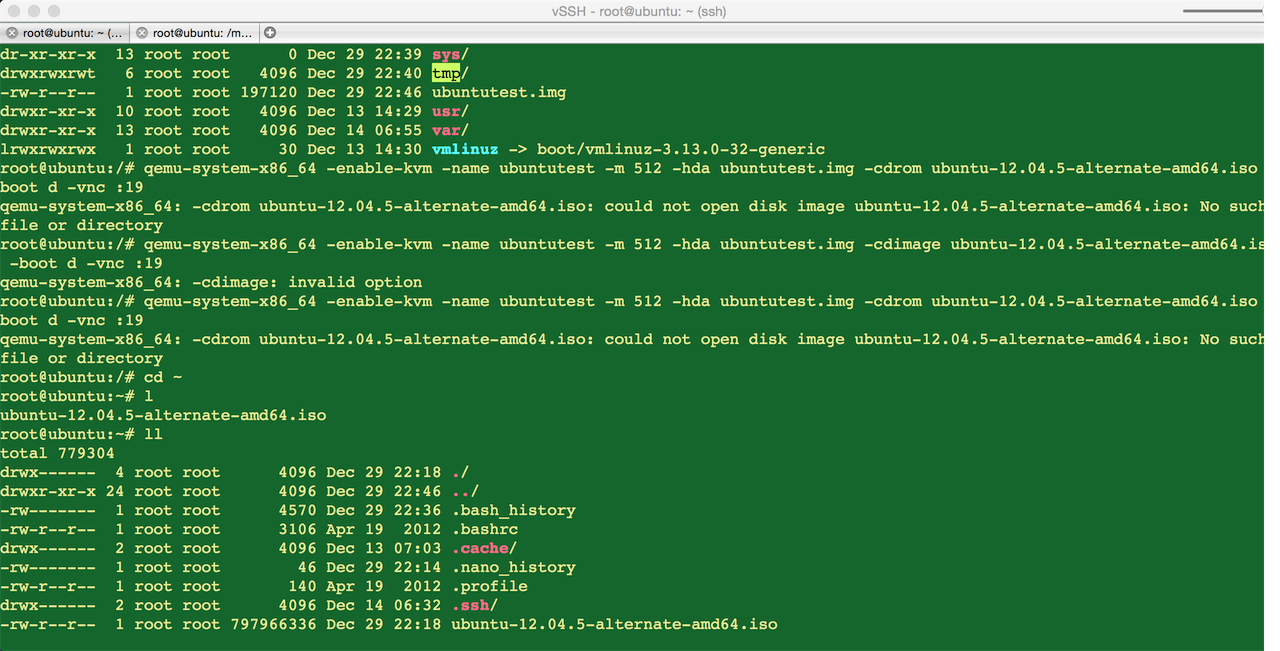 vSSH - root@ubuntu: ~ (ssh)
root@ubuntu: ~ (... root@ubuntu: /m...
dr-xr-xr-x  13 root root      0 Dec 29 22:39 sys/
drwxrwxrwt   6 root root   4096 Dec 29 22:40 tmp/
-rw-r--r--   1 root root 197120 Dec 29 22:46 ubuntutest.img
drwxr-xr-x  10 root root   4096 Dec 13 14:29 usr/
drwxr-xr-x  13 root root   4096 Dec 14 06:55 var/
lrwxrwxrwx   1 root root     30 Dec 13 14:30 vmlinuz -> boot/vmlinuz-3.13.0-32-generic
root@ubuntu:/# qemu-system-x86_64 -enable-kvm -name ubuntutest -m 512 -hda ubuntutest.img -cdrom ubuntu-12.04.5-alternate-amd64.iso
boot d -vnc :19
qemu-system-x86_64: -cdrom ubuntu-12.04.5-alternate-amd64.iso: could not open disk image ubuntu-12.04.5-alternate-amd64.iso: No such
file or directory
root@ubuntu:/# qemu-system-x86_64 -enable-kvm -name ubuntutest -m 512 -hda ubuntutest.img -cdimage ubuntu-12.04.5-alternate-amd64.is
 -boot d -vnc :19
qemu-system-x86_64: -cdimage: invalid option
root@ubuntu:/# qemu-system-x86_64 -enable-kvm -name ubuntutest -m 512 -hda ubuntutest.img -cdrom ubuntu-12.04.5-alternate-amd64.iso
boot d -vnc :19
qemu-system-x86_64: -cdrom ubuntu-12.04.5-alternate-amd64.iso: could not open disk image ubuntu-12.04.5-alternate-amd64.iso: No such
file or directory
root@ubuntu:/# cd ~
root@ubuntu:~# l
ubuntu-12.04.5-alternate-amd64.iso
root@ubuntu:~# ll
total 779304
drwx------  4 root root      4096 Dec 29 22:18 ./
drwxr-xr-x 24 root root      4096 Dec 29 22:46 ../
-rw-------  1 root root      4570 Dec 29 22:36 .bash_history
-rw-r--r--  1 root root      3106 Apr 19  2012 .bashrc
drwx------  2 root root      4096 Dec 13 07:03 .cache/
-rw-------  1 root root        46 Dec 29 22:14 .nano_history
-rw-r--r--  1 root root       140 Apr 19  2012 .profile
drwx------  2 root root      4096 Dec 14 06:32 .ssh/
-rw-r--r--  1 root root 797966336 Dec 29 22:18 ubuntu-12.04.5-alternate-amd64.iso